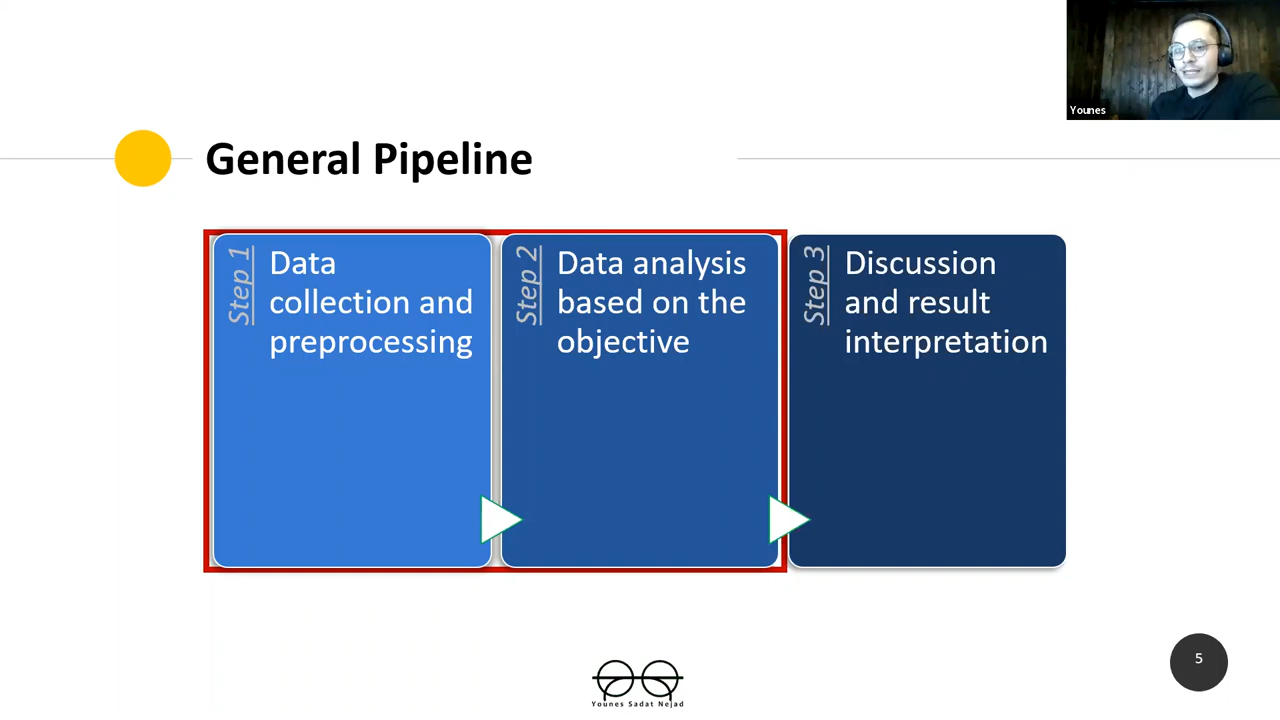 Younes
General Pipeline
Step 1
Data
collection and
preprocessing
Step 2
Data analysis
based on the
objective
Step 3
Discussion
and result
interpretation
5
Younes Sadat Nejad